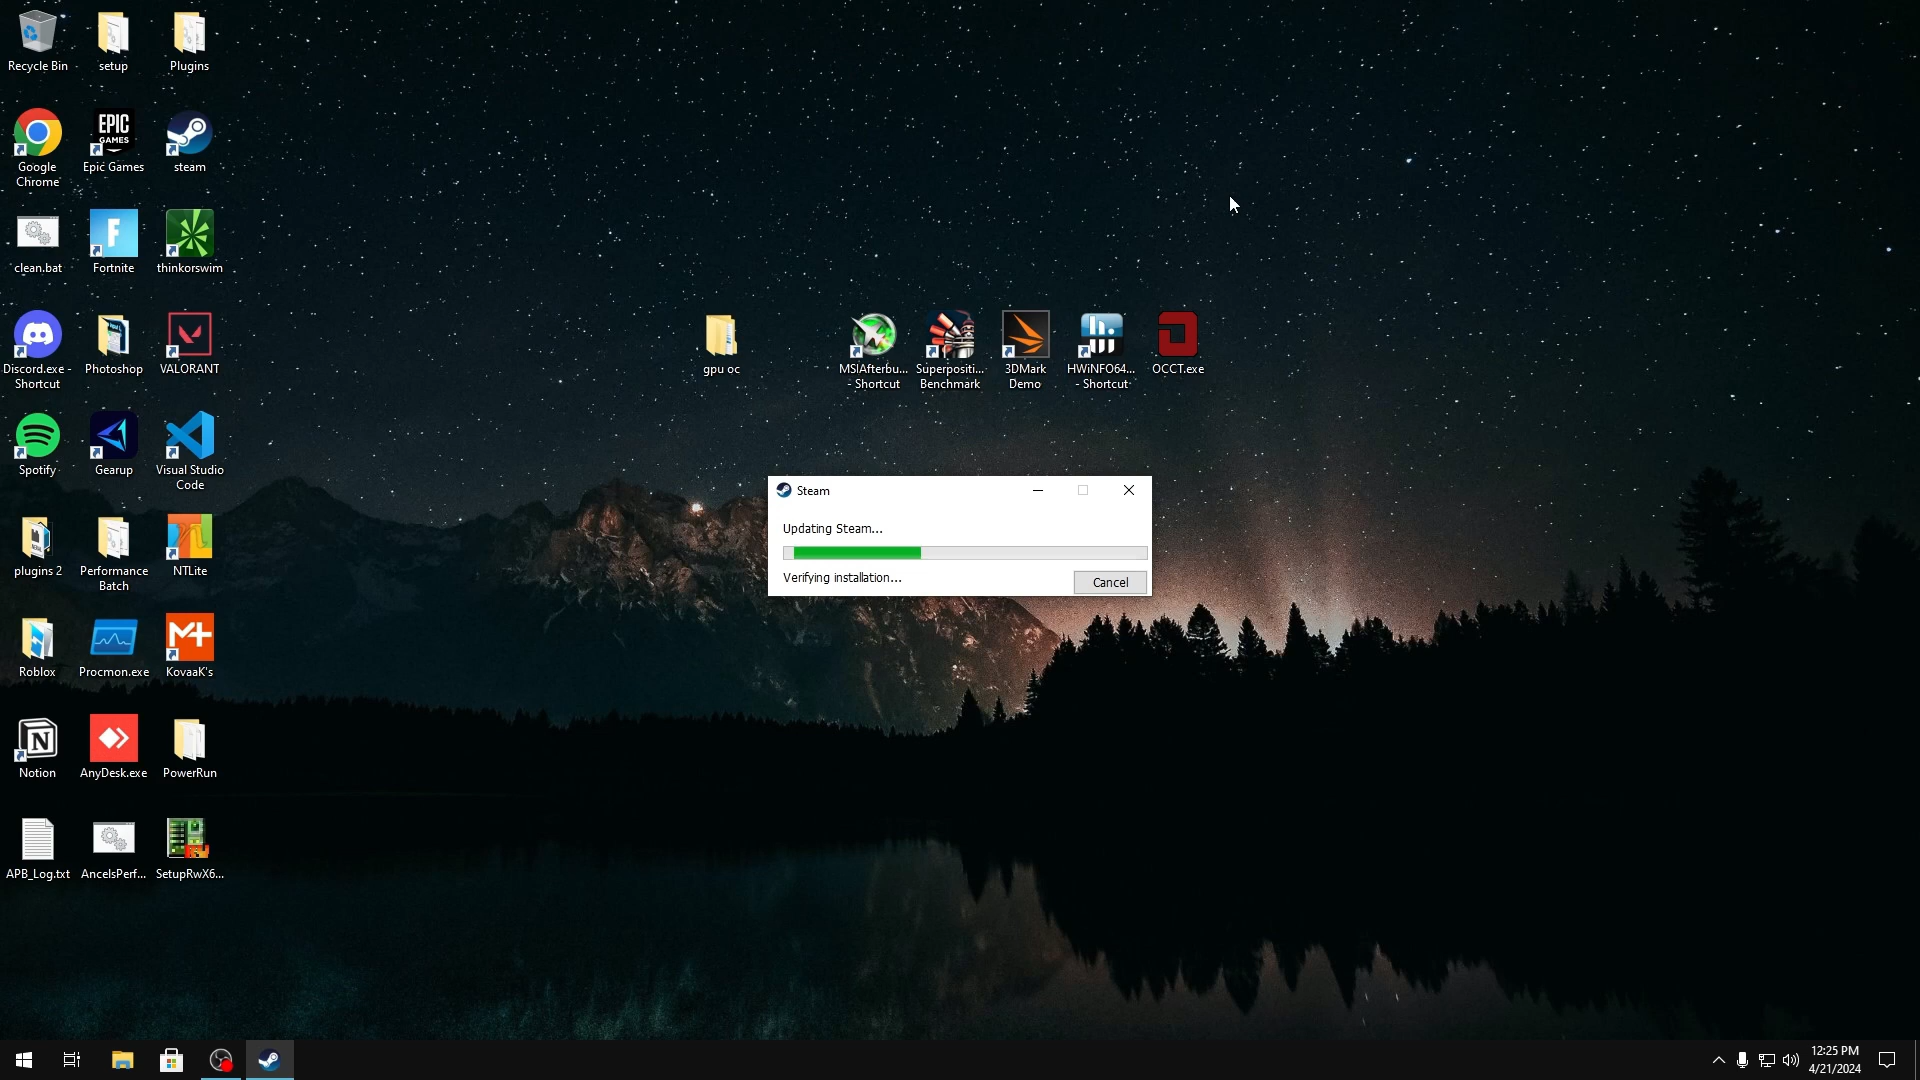 Recycle Bin
setup
Plugins
Google
Chrome
EPIC
GAMES
Epic Games
steam
clean.bat
Fortnite
thinkorswim
Discord.exe -
Shortcut
Photoshop
VALORANT
gpu oc
MSIAfterbu...
- Shortcut
Superpositi...
Benchmark
3DMark
Demo
HWiNFO64...
- Shortcut
OCCT.exe
Spotify
Gearup
Visual Studio
Code
Steam
Updating Steam...
Verifying installation...
Cancel
plugins 2
Performance
Batch
NTLite
Roblox
Procmon.exe
KovaaK's
Notion
AnyDesk.exe
PowerRun
APB_Log.txt
AncelsPerf...
SetupRwX6...
12:25 PM
4/21/2024